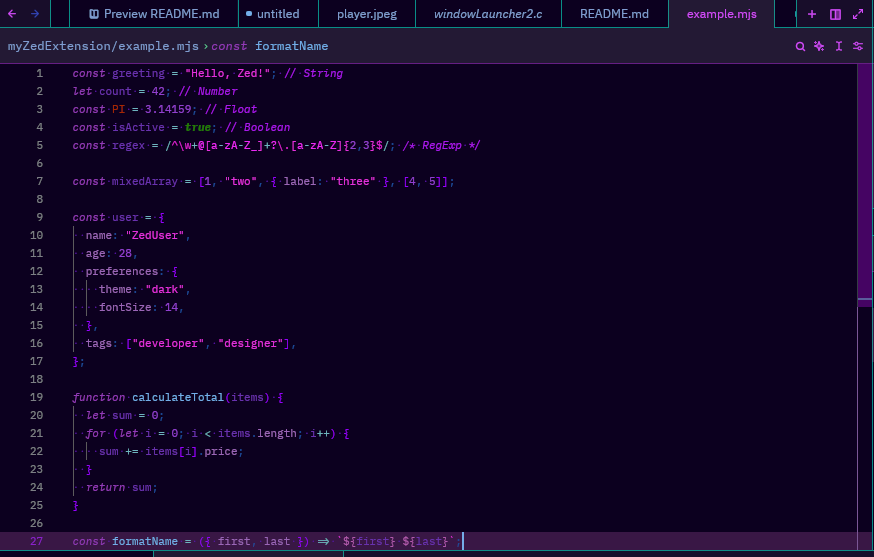 Preview README.md untitled player.jpeg windowLauncher2.c README.md example.mjs
myZedExtension/example.mjs › const formatName
1 const greeting = "Hello, Zed!"; // String
2 let count = 42; // Number
3 const PI = 3.14159; // Float
4 const isActive = true; // Boolean
5 const regex = /^\w+@[a-zA-Z_]+?\.[a-zA-Z]{2,3}$/; /* RegExp */
6
7 const mixedArray = [1, "two", { label: "three" }, [4, 5]];
8
9 const user = {
10   name: "ZedUser",
11   age: 28,
12   preferences: {
13     theme: "dark",
14     fontSize: 14,
15   },
16   tags: ["developer", "designer"],
17 };
18
19 function calculateTotal(items) {
20   let sum = 0;
21   for (let i = 0; i < items.length; i++) {
22     sum += items[i].price;
23   }
24   return sum;
25 }
26
27 const formatName = ({ first, last }) => `${first} ${last}`;